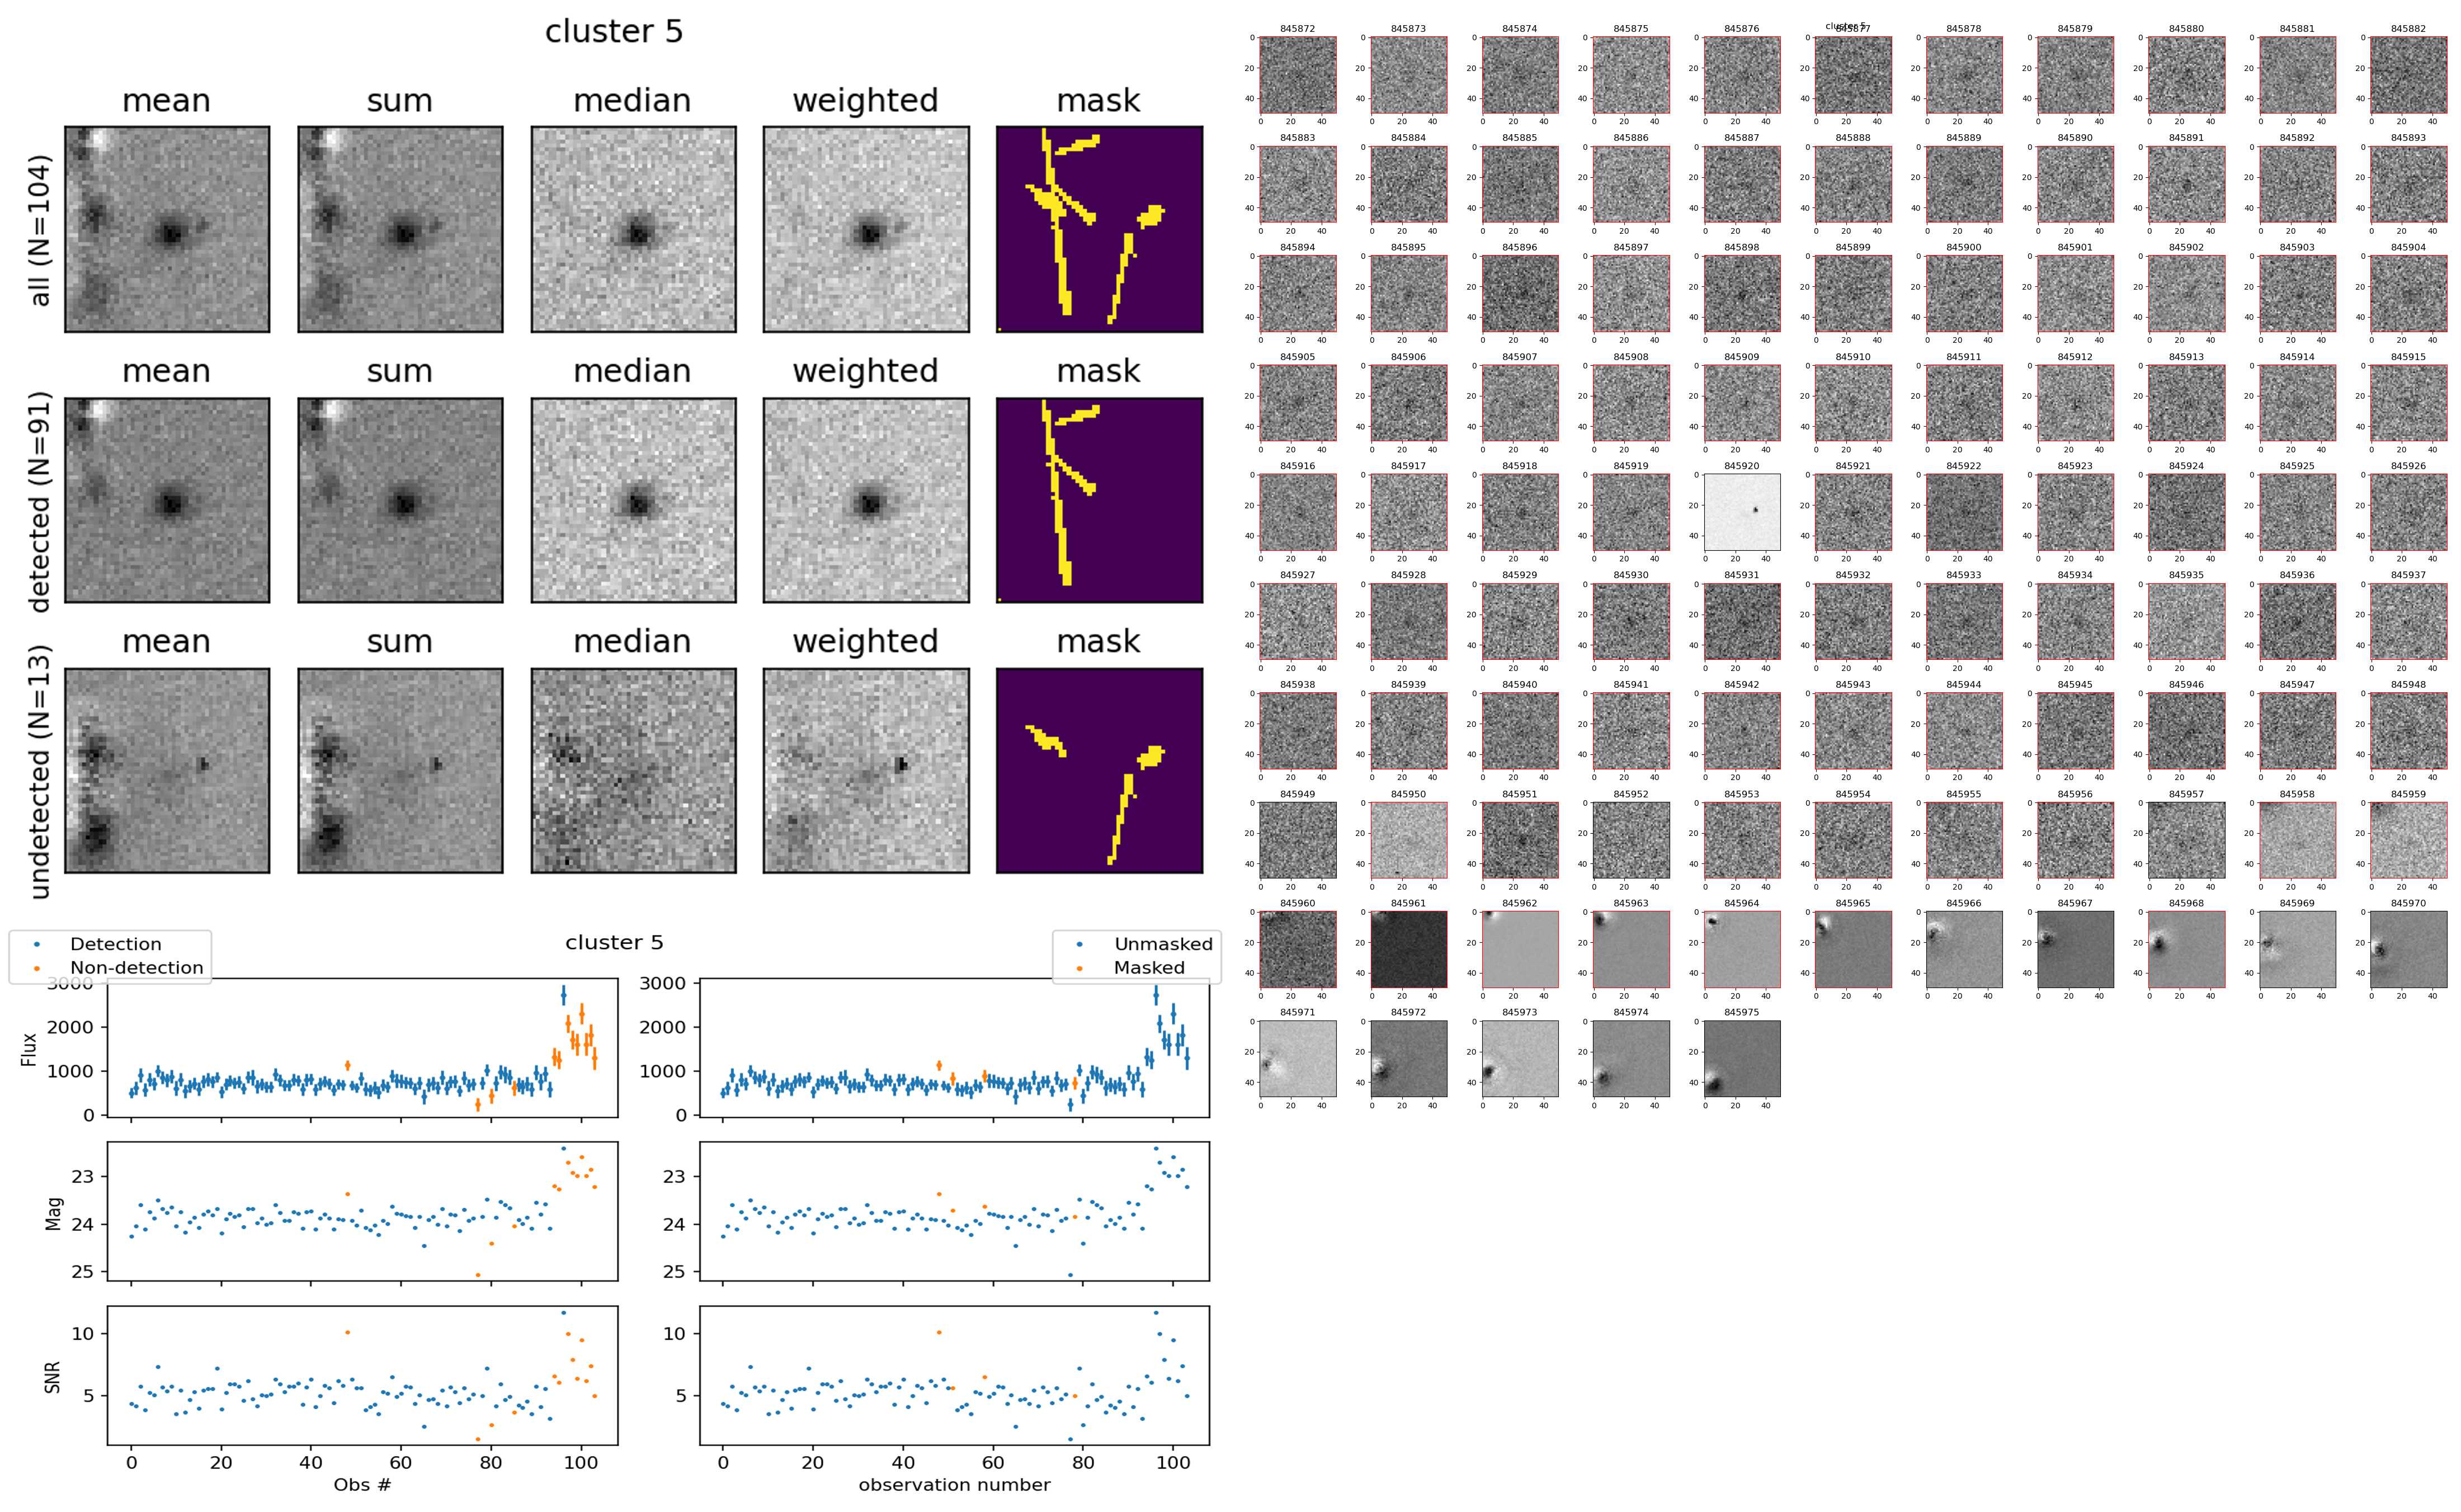 cluster 5
mean sum median weighted mask
all (N=104)
mean sum median weighted mask
detected (N=91)
mean sum median weighted mask
undetected (N=13)
cluster 5
Detection
Non-detection
Unmasked
Masked
3000
2000
1000
0
Flux
3000
2000
1000
0
23
24
25
Mag
23
24
25
10
5
SNR
10
5
0 20 40 60 80 100
Obs #
0 20 40 60 80 100
observation number
cluster 5
845872 845873 845874 845875 845876 845877 845878 845879 845880 845881 845882
845883 845884 845885 845886 845887 845888 845889 845890 845891 845892 845893
845894 845895 845896 845897 845898 845899 845900 845901 845902 845903 845904
845905 845906 845907 845908 845909 845910 845911 845912 845913 845914 845915
845916 845917 845918 845919 845920 845921 845922 845923 845924 845925 845926
845927 845928 845929 845930 845931 845932 845933 845934 845935 845936 845937
845938 845939 845940 845941 845942 845943 845944 845945 845946 845947 845948
845949 845950 845951 845952 845953 845954 845955 845956 845957 845958 845959
845960 845961 845962 845963 845964 845965 845966 845967 845968 845969 845970
845971 845972 845973 845974 845975